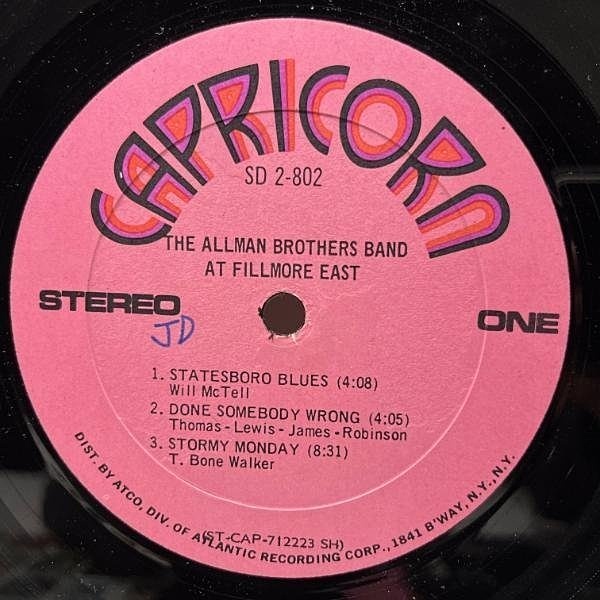 CAPRICORN
SD 2-802
THE ALLMAN BROTHERS BAND
AT FILLMORE EAST
STEREO
ONE
JD
1. STATESBORO BLUES (4:08)
Will McTell
2. DONE SOMEBODY WRONG (4:05)
Thomas - Lewis - James - Robinson
3. STORMY MONDAY (8:31)
T. Bone Walker
(ST-CAP-712223 SH)
DIST. BY ATCO, DIV. OF ATLANTIC RECORDING CORP., 1841 B'WAY, N.Y., N.Y.